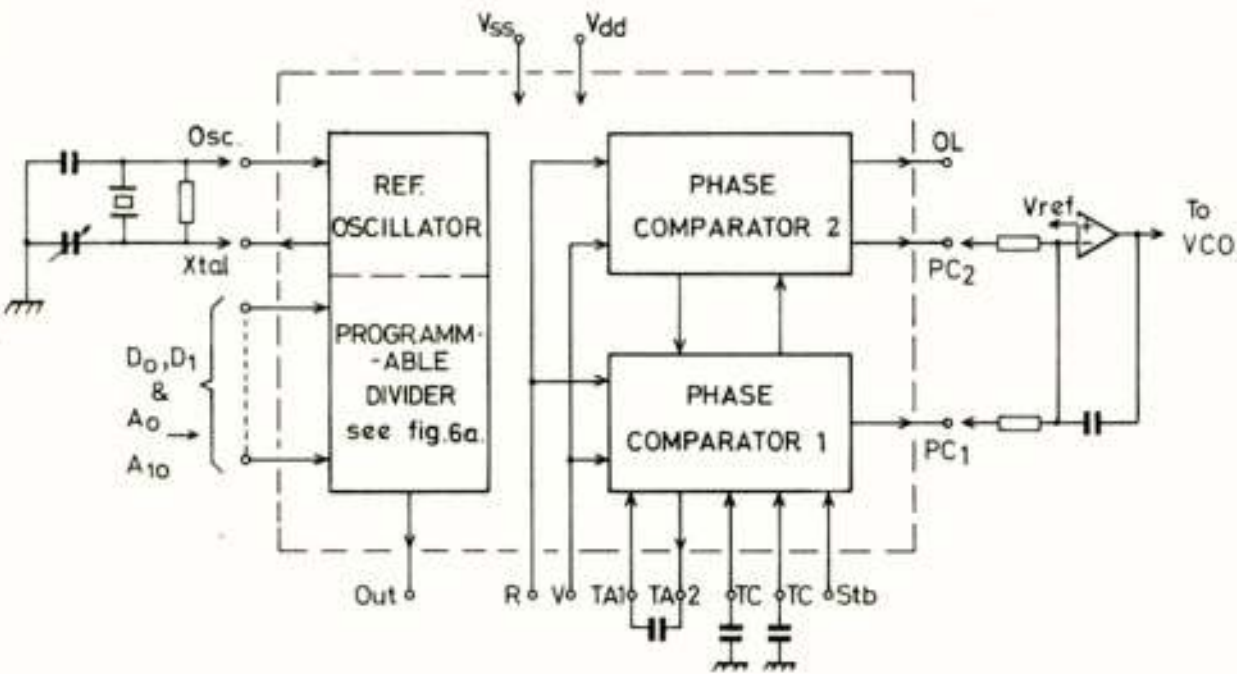 Vss
Vdd
Osc.
Xtal
REF.
OSCILLATOR
PROGRAMM-
-ABLE
DIVIDER
see fig.6a.
D0,D1
&
A0
A10
PHASE
COMPARATOR 2
PHASE
COMPARATOR 1
OL
PC2
PC1
Vref.
+
−
To
VCO
Out
R
V
TA1
TA2
TC
TC
Stb